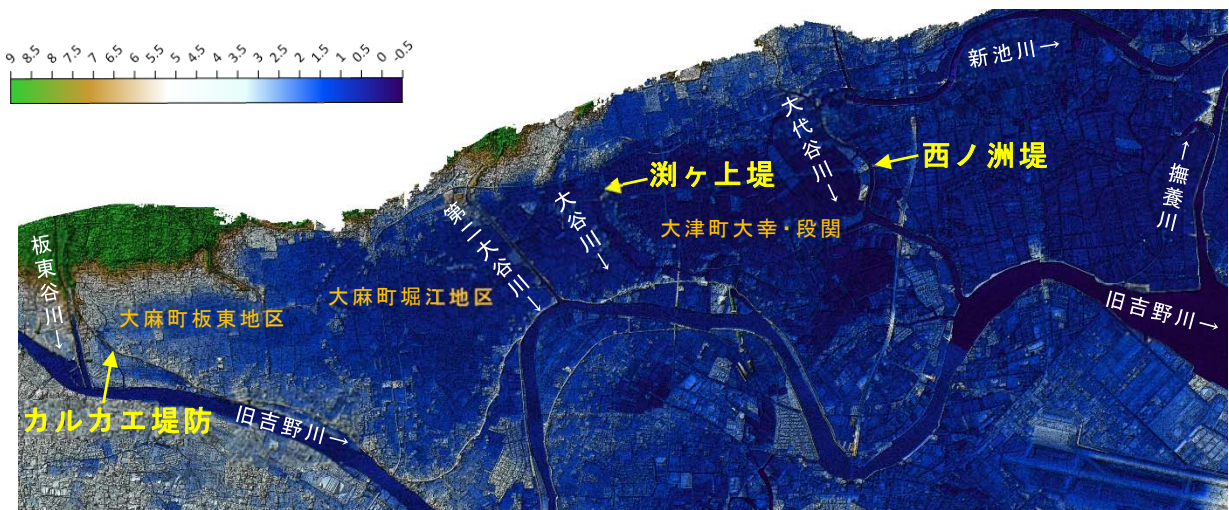 9 8.5 8 7.5 7 6.5 6 5.5 5 4.5 4 3.5 3 2.5 2 1.5 1 0.5 0 -0.5
新池川→
大代谷川→
西ノ洲堤
←撫養川
渕ヶ上堤
大谷川→
第二大谷川→
大津町大幸・段関
板東谷川→
大麻町堀江地区
大麻町板東地区
旧吉野川→
カルカエ堤防
旧吉野川→